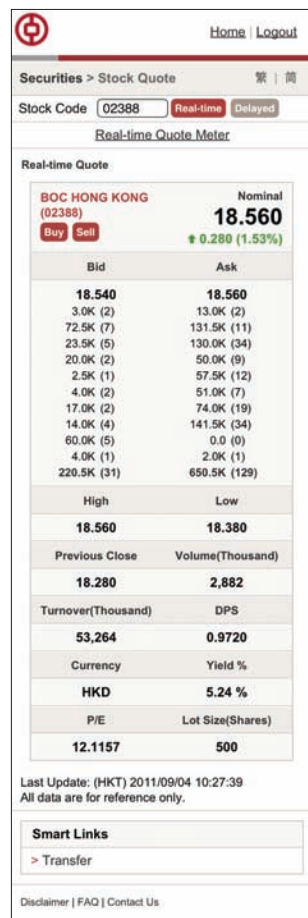 Home | Logout
Securities > Stock Quote 繁 | 简
Stock Code 02388 Real-time Delayed
Real-time Quote Meter
Real-time Quote
BOC HONG KONG Nominal
(02388) 18.560
Buy Sell ⬆ 0.280 (1.53%)
Bid Ask
18.540 18.560
3.0K (2) 13.0K (2)
72.5K (7) 131.5K (11)
23.5K (5) 130.0K (34)
20.0K (2) 50.0K (9)
2.5K (1) 57.5K (12)
4.0K (2) 51.0K (7)
17.0K (2) 74.0K (19)
14.0K (4) 141.5K (34)
60.0K (5) 0.0 (0)
4.0K (1) 2.0K (1)
220.5K (31) 650.5K (129)
High Low
18.560 18.380
Previous Close Volume(Thousand)
18.280 2,882
Turnover(Thousand) DPS
53,264 0.9720
Currency Yield %
HKD 5.24 %
P/E Lot Size(Shares)
12.1157 500
Last Update: (HKT) 2011/09/04 10:27:39
All data are for reference only.
Smart Links
> Transfer
Disclaimer | FAQ | Contact Us